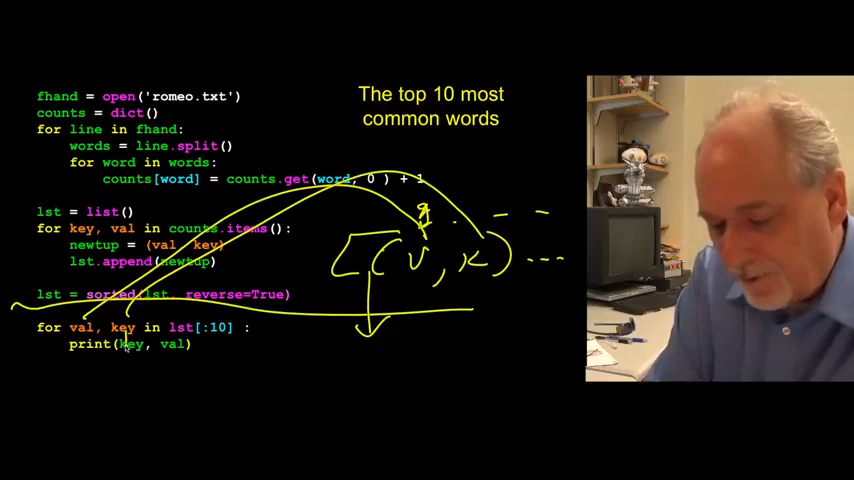 fhand = open('romeo.txt')
counts = dict()
for line in fhand:
    words = line.split()
    for word in words:
        counts[word] = counts.get(word, 0 ) + 1
lst = list()
for key, val in counts.items():
    newtup = (val, key)
    lst.append(newtup)
lst = sorted(lst, reverse=True)
for val, key in lst[:10] :
    print(key, val)
The top 10 most
common words
[(v, k) ...